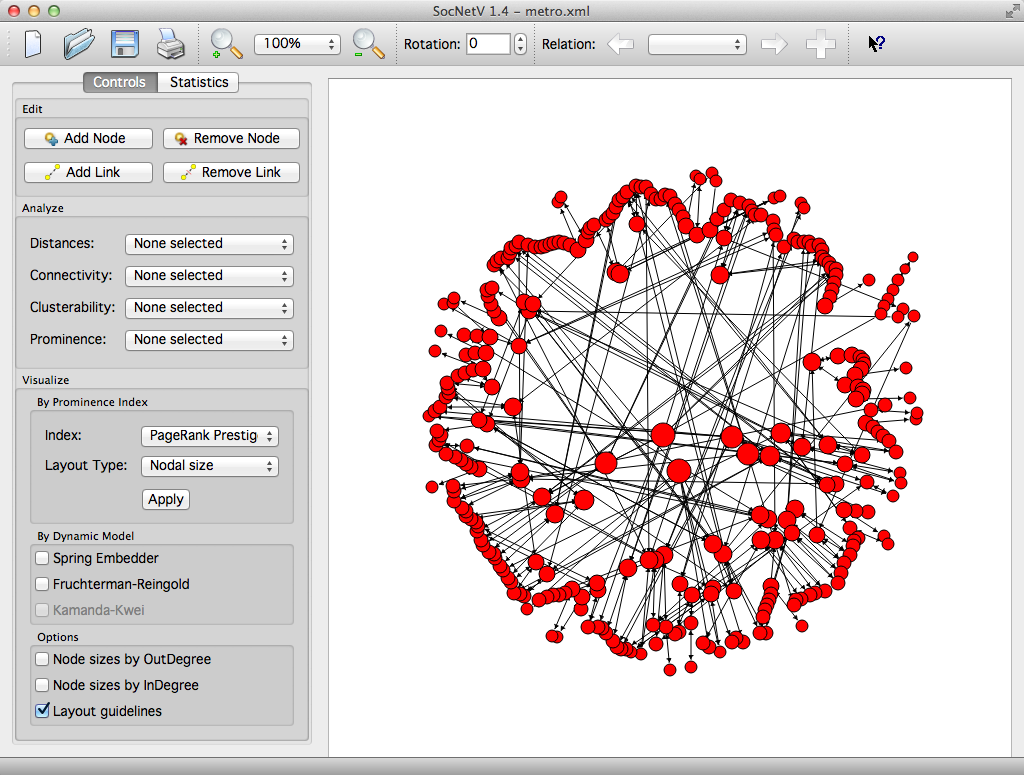 SocNetV 1.4 - metro.xml
100% Rotation: 0 Relation:
Controls Statistics
Edit
Add Node Remove Node
Add Link Remove Link
Analyze
Distances: None selected
Connectivity: None selected
Clusterability: None selected
Prominence: None selected
Visualize
By Prominence Index
Index: PageRank Prestig
Layout Type: Nodal size
Apply
By Dynamic Model
Spring Embedder
Fruchterman-Reingold
Kamanda-Kwei
Options
Node sizes by OutDegree
Node sizes by InDegree
Layout guidelines